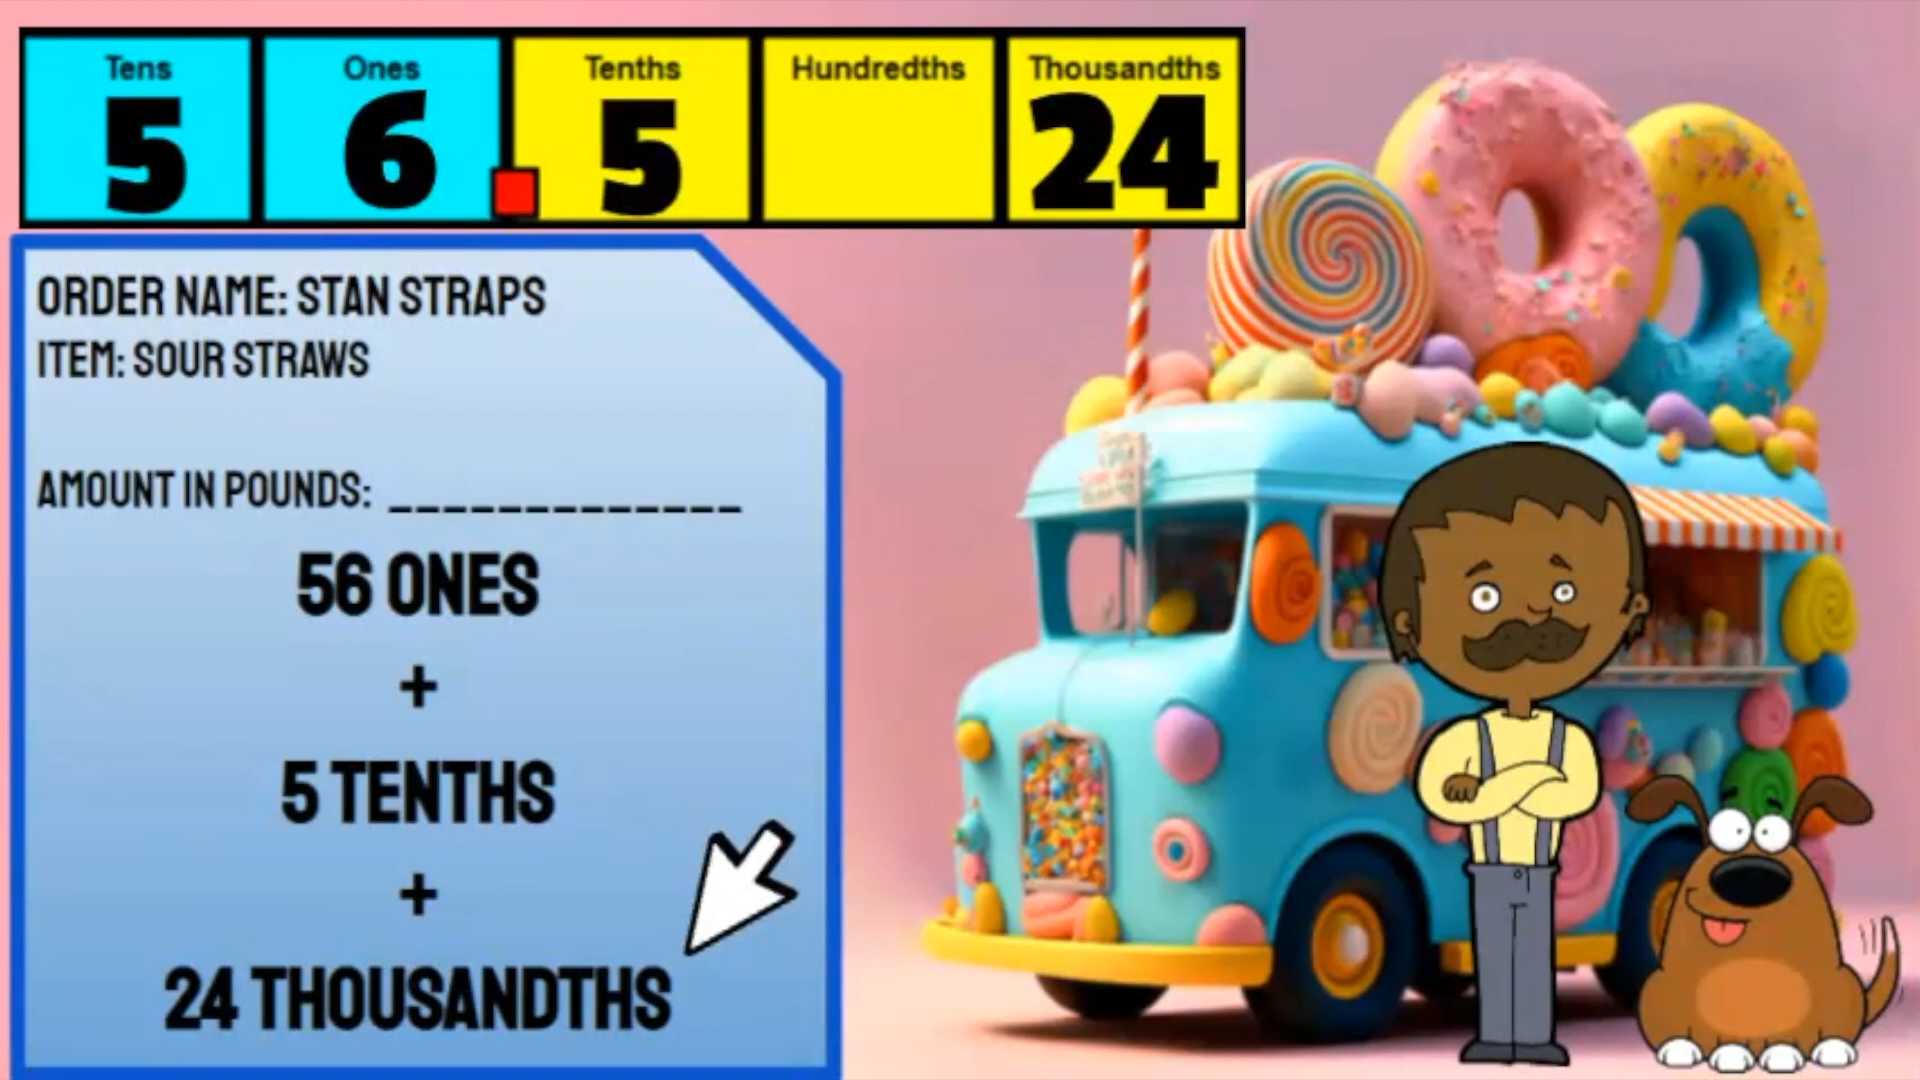 Tens Ones Tenths Hundredths Thousandths
5 6 . 5 24
ORDER NAME: STAN STRAPS
ITEM: SOUR STRAWS
AMOUNT IN POUNDS: _____________
56 ONES
+
5 TENTHS
+
24 THOUSANDTHS